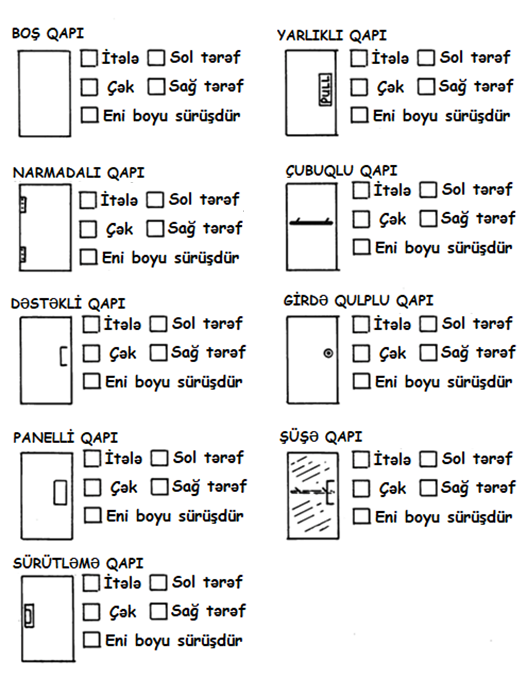 BOŞ QAPI
İtələ Sol tərəf
Çək Sağ tərəf
Eni boyu sürüşdür
YARLIKLI QAPI
PULL
İtələ Sol tərəf
Çək Sağ tərəf
Eni boyu sürüşdür
NARMADALI QAPI
İtələ Sol tərəf
Çək Sağ tərəf
Eni boyu sürüşdür
ÇUBUQLU QAPI
İtələ Sol tərəf
Çək Sağ tərəf
Eni boyu sürüşdür
DƏSTƏKLİ QAPI
İtələ Sol tərəf
Çək Sağ tərəf
Eni boyu sürüşdür
GİRDƏ QULPLU QAPI
İtələ Sol tərəf
Çək Sağ tərəf
Eni boyu sürüşdür
PANELLİ QAPI
İtələ Sol tərəf
Çək Sağ tərəf
Eni boyu sürüşdür
ŞÜŞƏ QAPI
İtələ Sol tərəf
Çək Sağ tərəf
Eni boyu sürüşdür
SÜRÜTLƏMƏ QAPI
İtələ Sol tərəf
Çək Sağ tərəf
Eni boyu sürüşdür